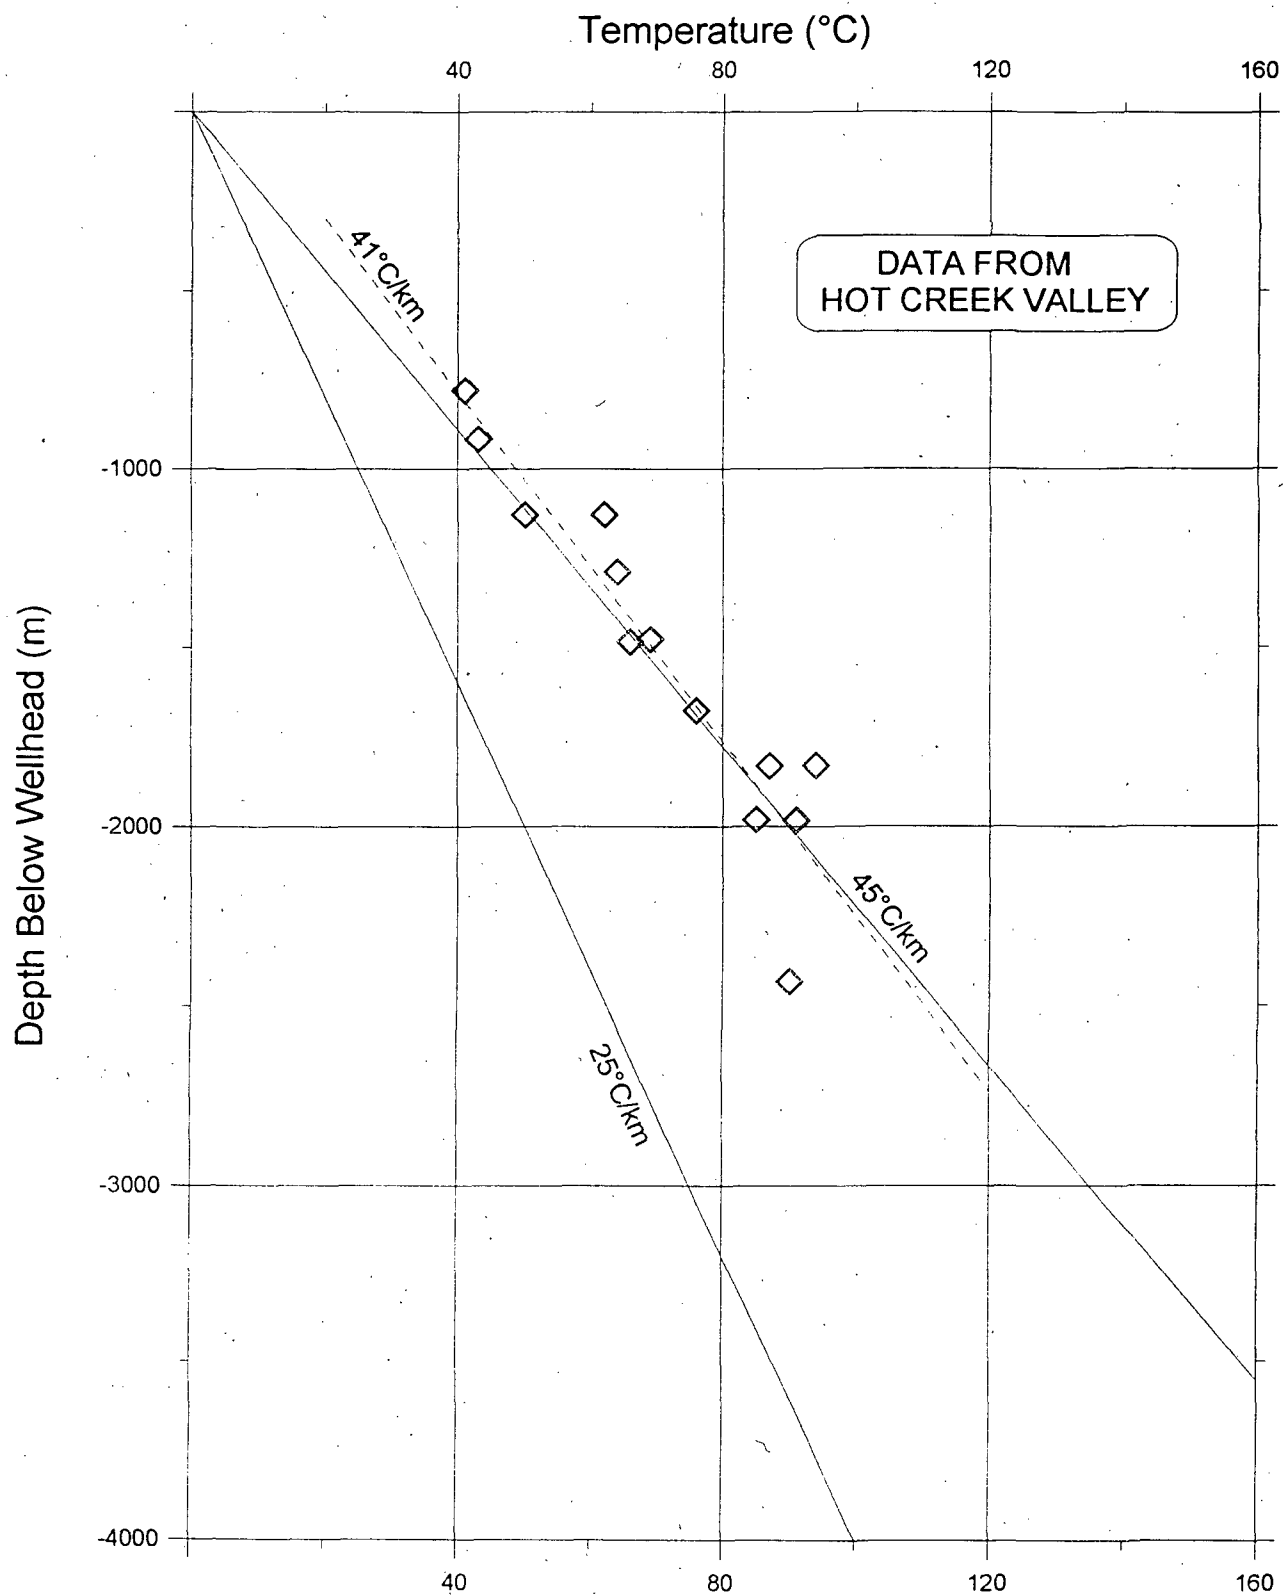 Temperature (°C)
40 80 120 160
41°C/km
DATA FROM
HOT CREEK VALLEY
-1000
Depth Below Wellhead (m)
-2000
45°C/km
25°C/km
-3000
-4000
40 80 120 160